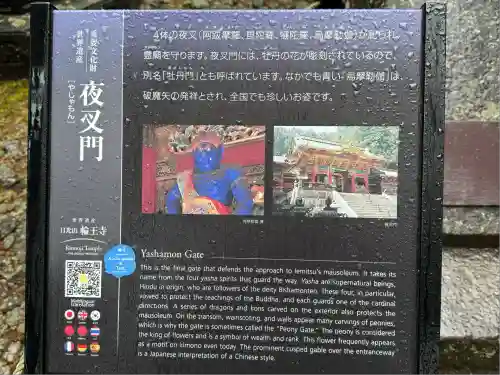 世界遺産
重要文化財
夜叉門
［やしゃもん］
世界遺産
日光山 輪王寺
Rinnoji Temple
4体の夜叉(阿跋摩羅、毘陀羅、犍陀羅、烏摩勒伽)が祀られ、
霊廟を守ります。夜叉門には、牡丹の花が彫刻されているので、
別名「牡丹門」とも呼ばれています。なかでも青い「烏摩勒伽」は、
破魔矢の発祥とされ、全国でも珍しいお姿です。
Yashamon Gate
This is the final gate that defends the approach to Iemitsu's mausoleum. It takes its
name from the four yasha spirits that guard the way. Yasha are supernatural beings,
Hindu in origin, who are followers of the deity Bishamonten. These four, in particular,
vowed to protect the teachings of the Buddha, and each guards one of the cardinal
directions. A series of dragons and lions carved on the exterior also protects the
mausoleum. On the transom, wainscoting, and walls appear many carvings of peonies,
which is why the gate is sometimes called the "Peony Gate." The peony is considered
the king of flowers and is a symbol of wealth and rank. This flower frequently appears
as a motif on kimono even today. The prominent cusped gable over the entranceway
is a Japanese interpretation of a Chinese style.